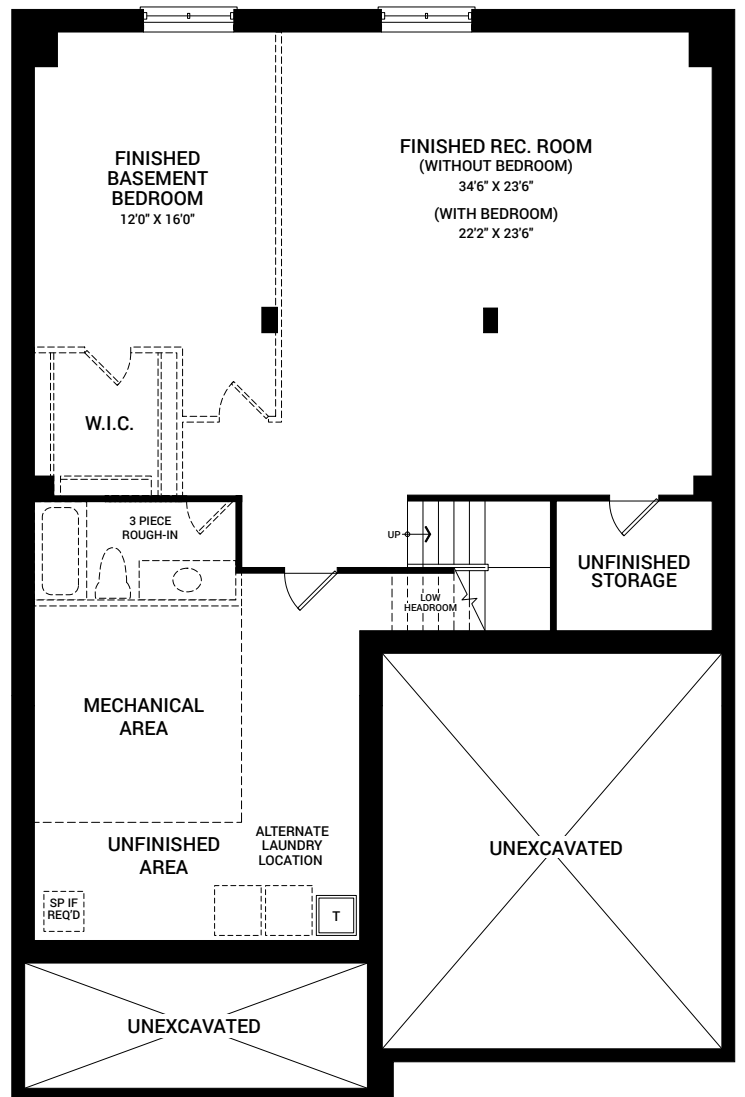 FINISHED
BASEMENT
BEDROOM
12'0" X 16'0"
FINISHED REC. ROOM
(WITHOUT BEDROOM)
34'6" X 23'6"
(WITH BEDROOM)
22'2" X 23'6"
W.I.C.
3 PIECE
ROUGH-IN
UP
LOW
HEADROOM
UNFINISHED
STORAGE
MECHANICAL
AREA
UNFINISHED
AREA
ALTERNATE
LAUNDRY
LOCATION
SP IF
REQ'D
T
UNEXCAVATED
UNEXCAVATED